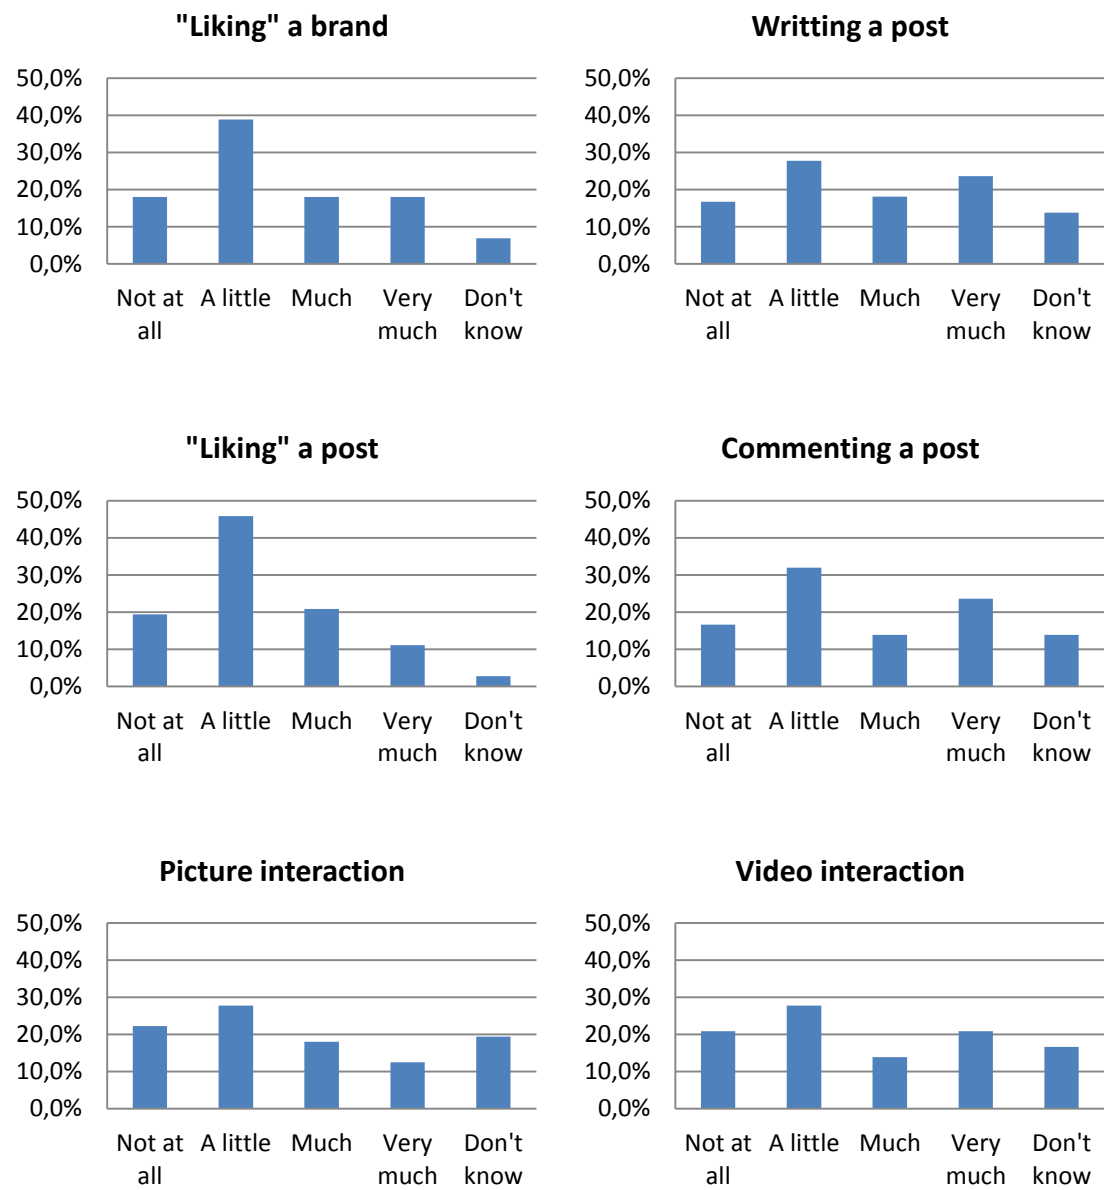 "Liking" a brand
50,0%
40,0%
30,0%
20,0%
10,0%
0,0%
Not at all
A little
Much
Very much
Don't know
Writting a post
50,0%
40,0%
30,0%
20,0%
10,0%
0,0%
Not at all
A little
Much
Very much
Don't know
"Liking" a post
50,0%
40,0%
30,0%
20,0%
10,0%
0,0%
Not at all
A little
Much
Very much
Don't know
Commenting a post
50,0%
40,0%
30,0%
20,0%
10,0%
0,0%
Not at all
A little
Much
Very much
Don't know
Picture interaction
50,0%
40,0%
30,0%
20,0%
10,0%
0,0%
Not at all
A little
Much
Very much
Don't know
Video interaction
50,0%
40,0%
30,0%
20,0%
10,0%
0,0%
Not at all
A little
Much
Very much
Don't know